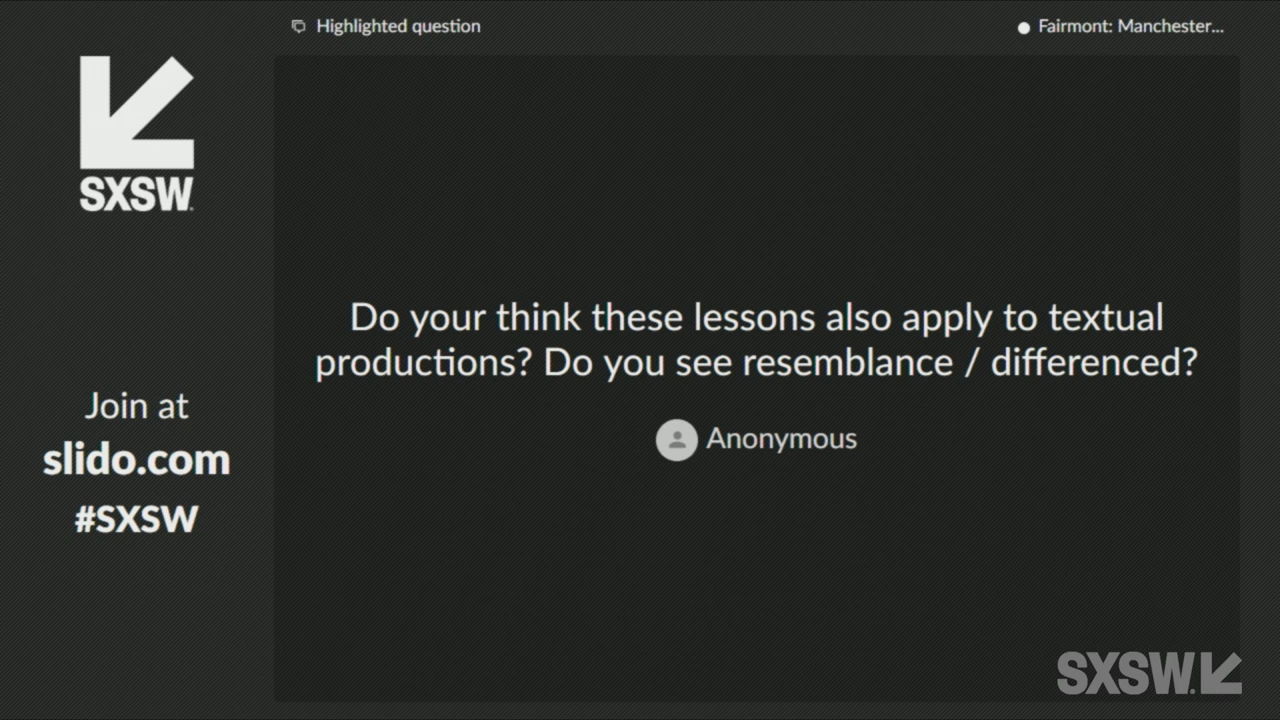 Highlighted question
Fairmont: Manchester...
SXSW.
Do your think these lessons also apply to textual
productions? Do you see resemblance / differenced?
Anonymous
Join at
slido.com
#SXSW
SXSW.